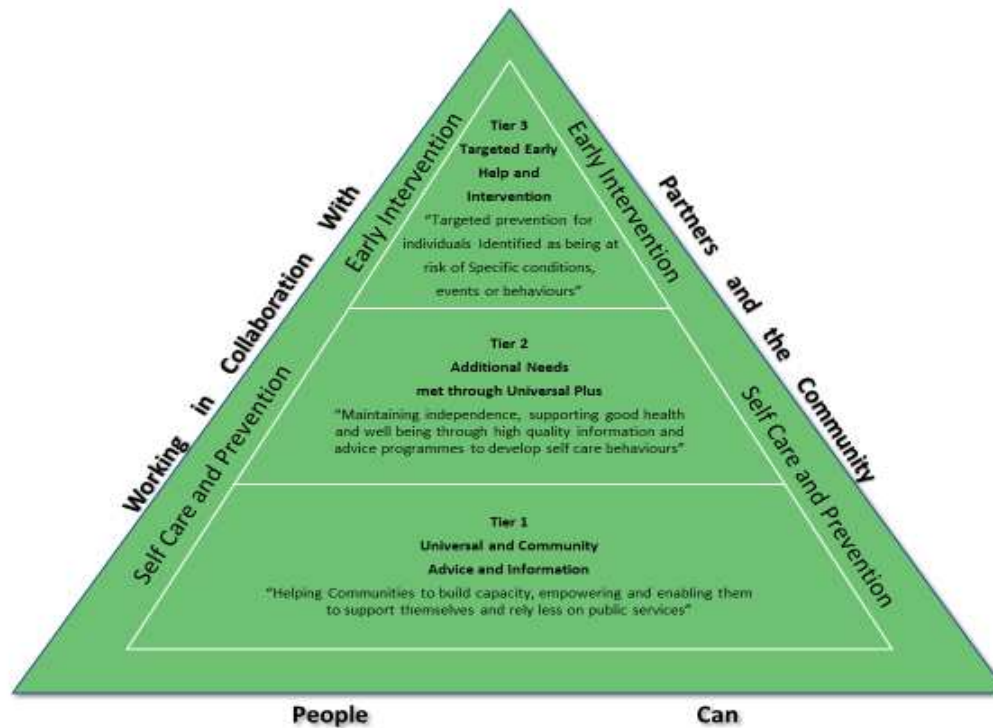 Working in Collaboration With
Partners and the Community
Early Intervention
Early Intervention
Self Care and Prevention
Self Care and Prevention
Tier 3
Targeted Early
Help and
Intervention
“Targeted prevention for
individuals Identified as being at
risk of Specific conditions,
events or behaviours”
Tier 2
Additional Needs
met through Universal Plus
“Maintaining independence, supporting good health
and well being through high quality information and
advice programmes to develop self care behaviours”
Tier 1
Universal and Community
Advice and Information
“Helping Communities to build capacity, empowering and enabling them
to support themselves and rely less on public services”
People Can